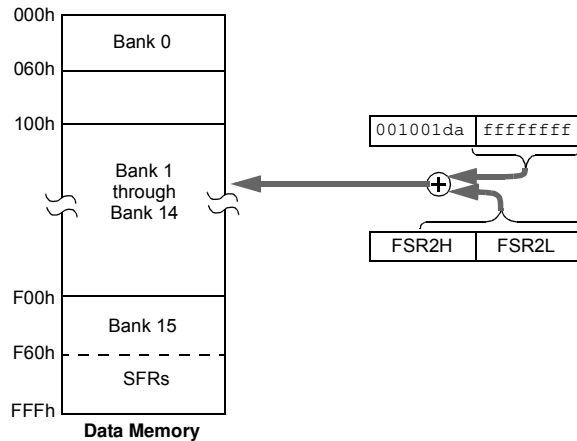 000h
Bank 0
060h
100h
001001da ffffffff
Bank 1
through
Bank 14
FSR2H FSR2L
F00h
Bank 15
F60h
SFRs
FFFh
Data Memory